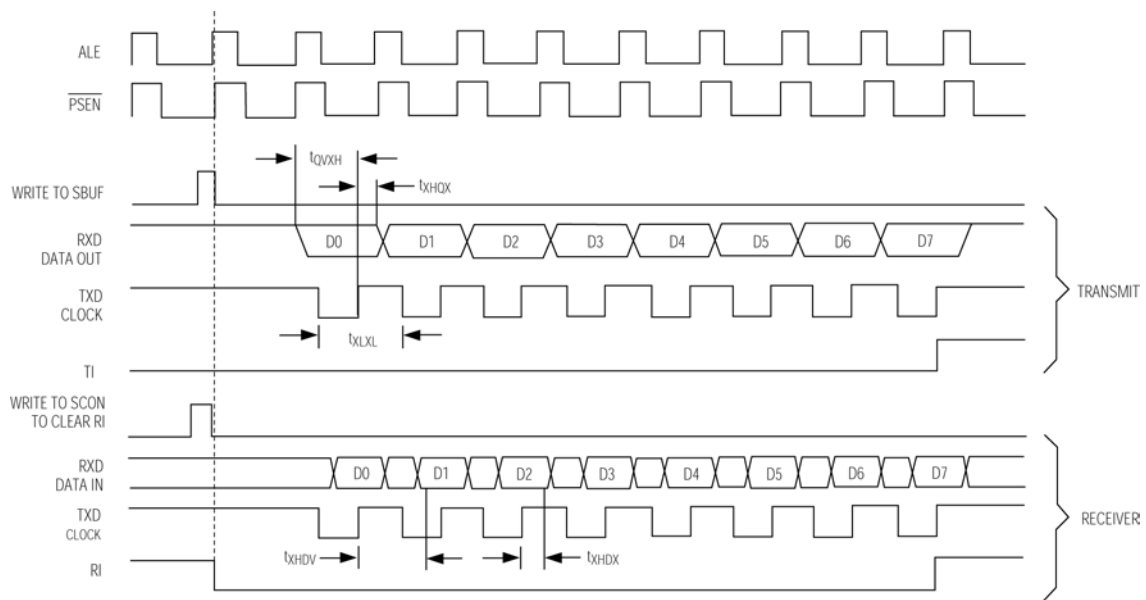 ALE
PSEN
tQVXH
tXHQX
WRITE TO SBUF
RXD
DATA OUT
D0 D1 D2 D3 D4 D5 D6 D7
TXD
CLOCK
TRANSMIT
tXLXL
TI
WRITE TO SCON
TO CLEAR RI
RXD
DATA IN
D0 D1 D2 D3 D4 D5 D6 D7
TXD
CLOCK
RECEIVER
tXHDV
tXHDX
RI